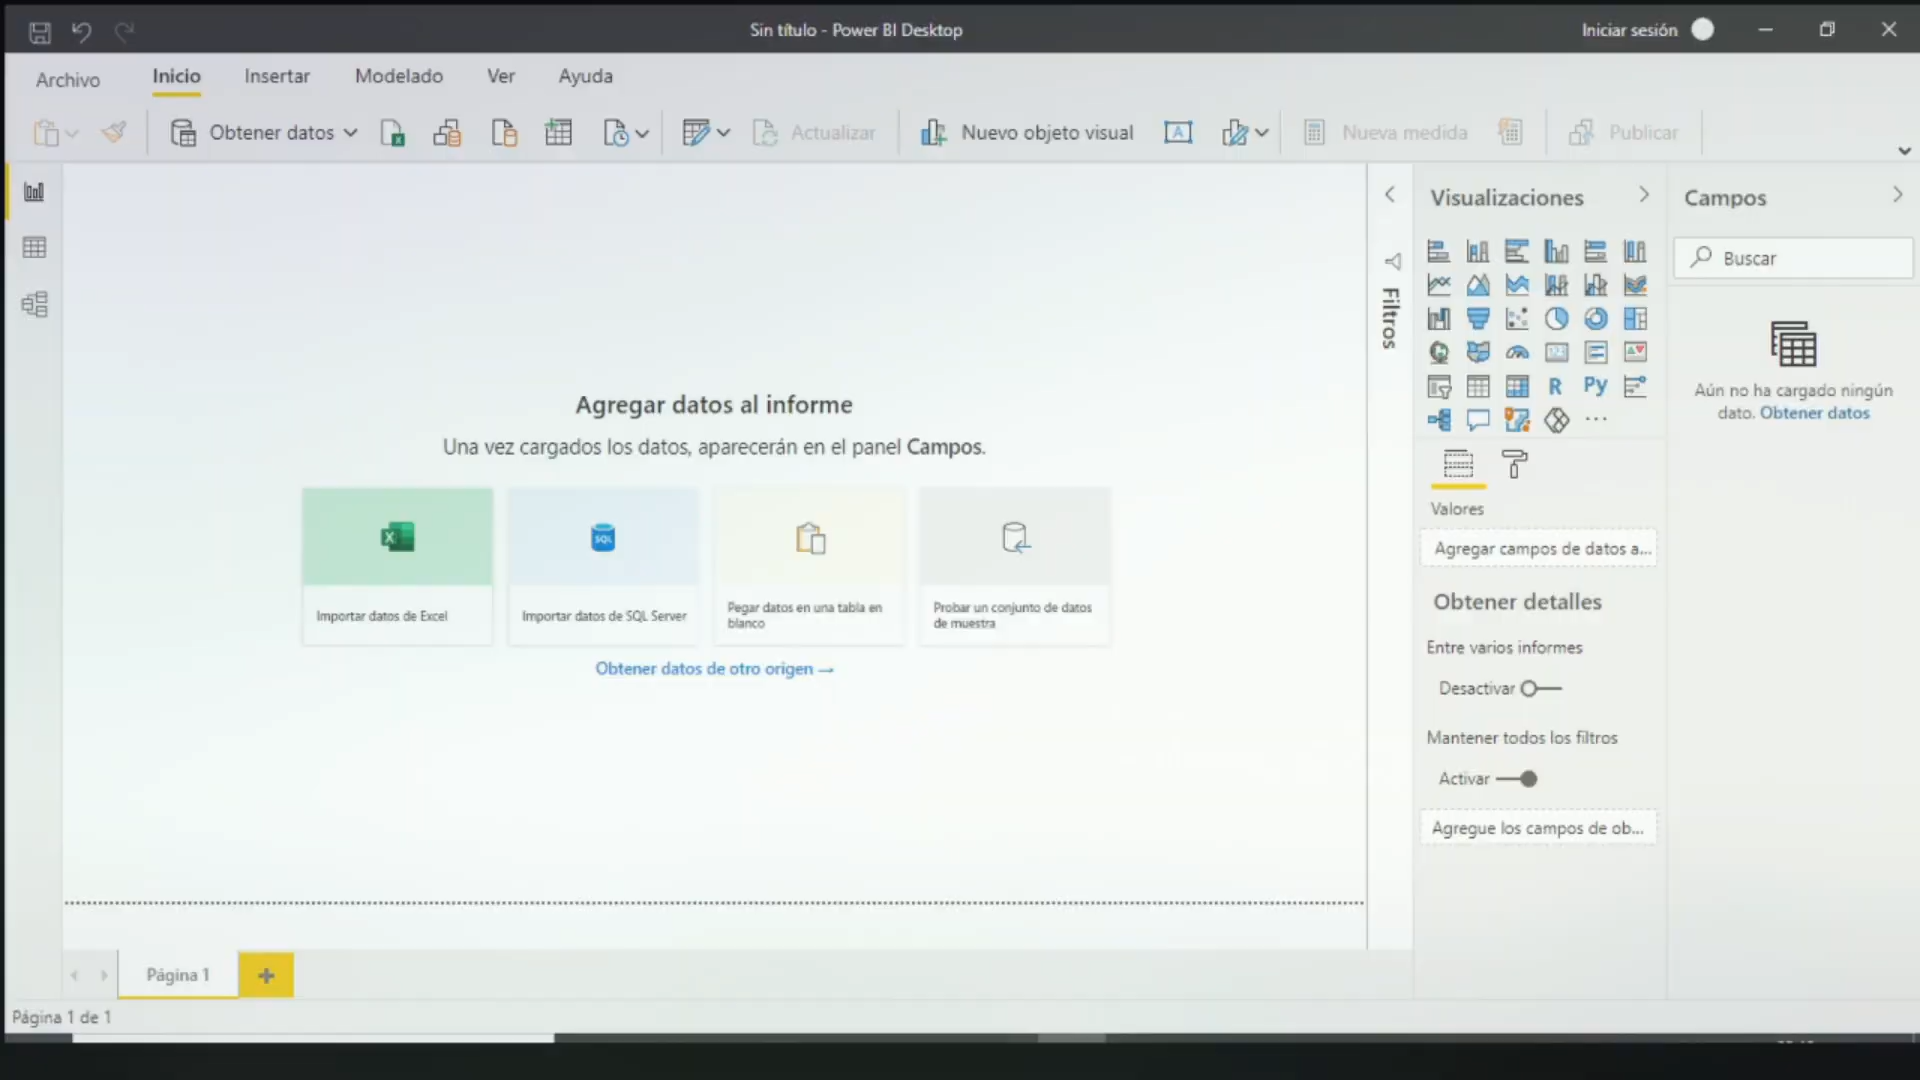 Sin título - Power BI Desktop
Iniciar sesión
Archivo
Inicio
Insertar
Modelado
Ver
Ayuda
Obtener datos
Actualizar
Nuevo objeto visual
Nueva medida
Publicar
Agregar datos al informe
Una vez cargados los datos, aparecerán en el panel Campos.
Importar datos de Excel
SQL
Importar datos de SQL Server
Pegar datos en una tabla en
blanco
Probar un conjunto de datos
de muestra
Obtener datos de otro origen →
Filtros
Visualizaciones
R
Py
Valores
Agregar campos de datos a...
Obtener detalles
Entre varios informes
Desactivar
Mantener todos los filtros
Activar
Agregue los campos de ob...
Campos
Buscar
Aún no ha cargado ningún
dato. Obtener datos
Página 1
Página 1 de 1